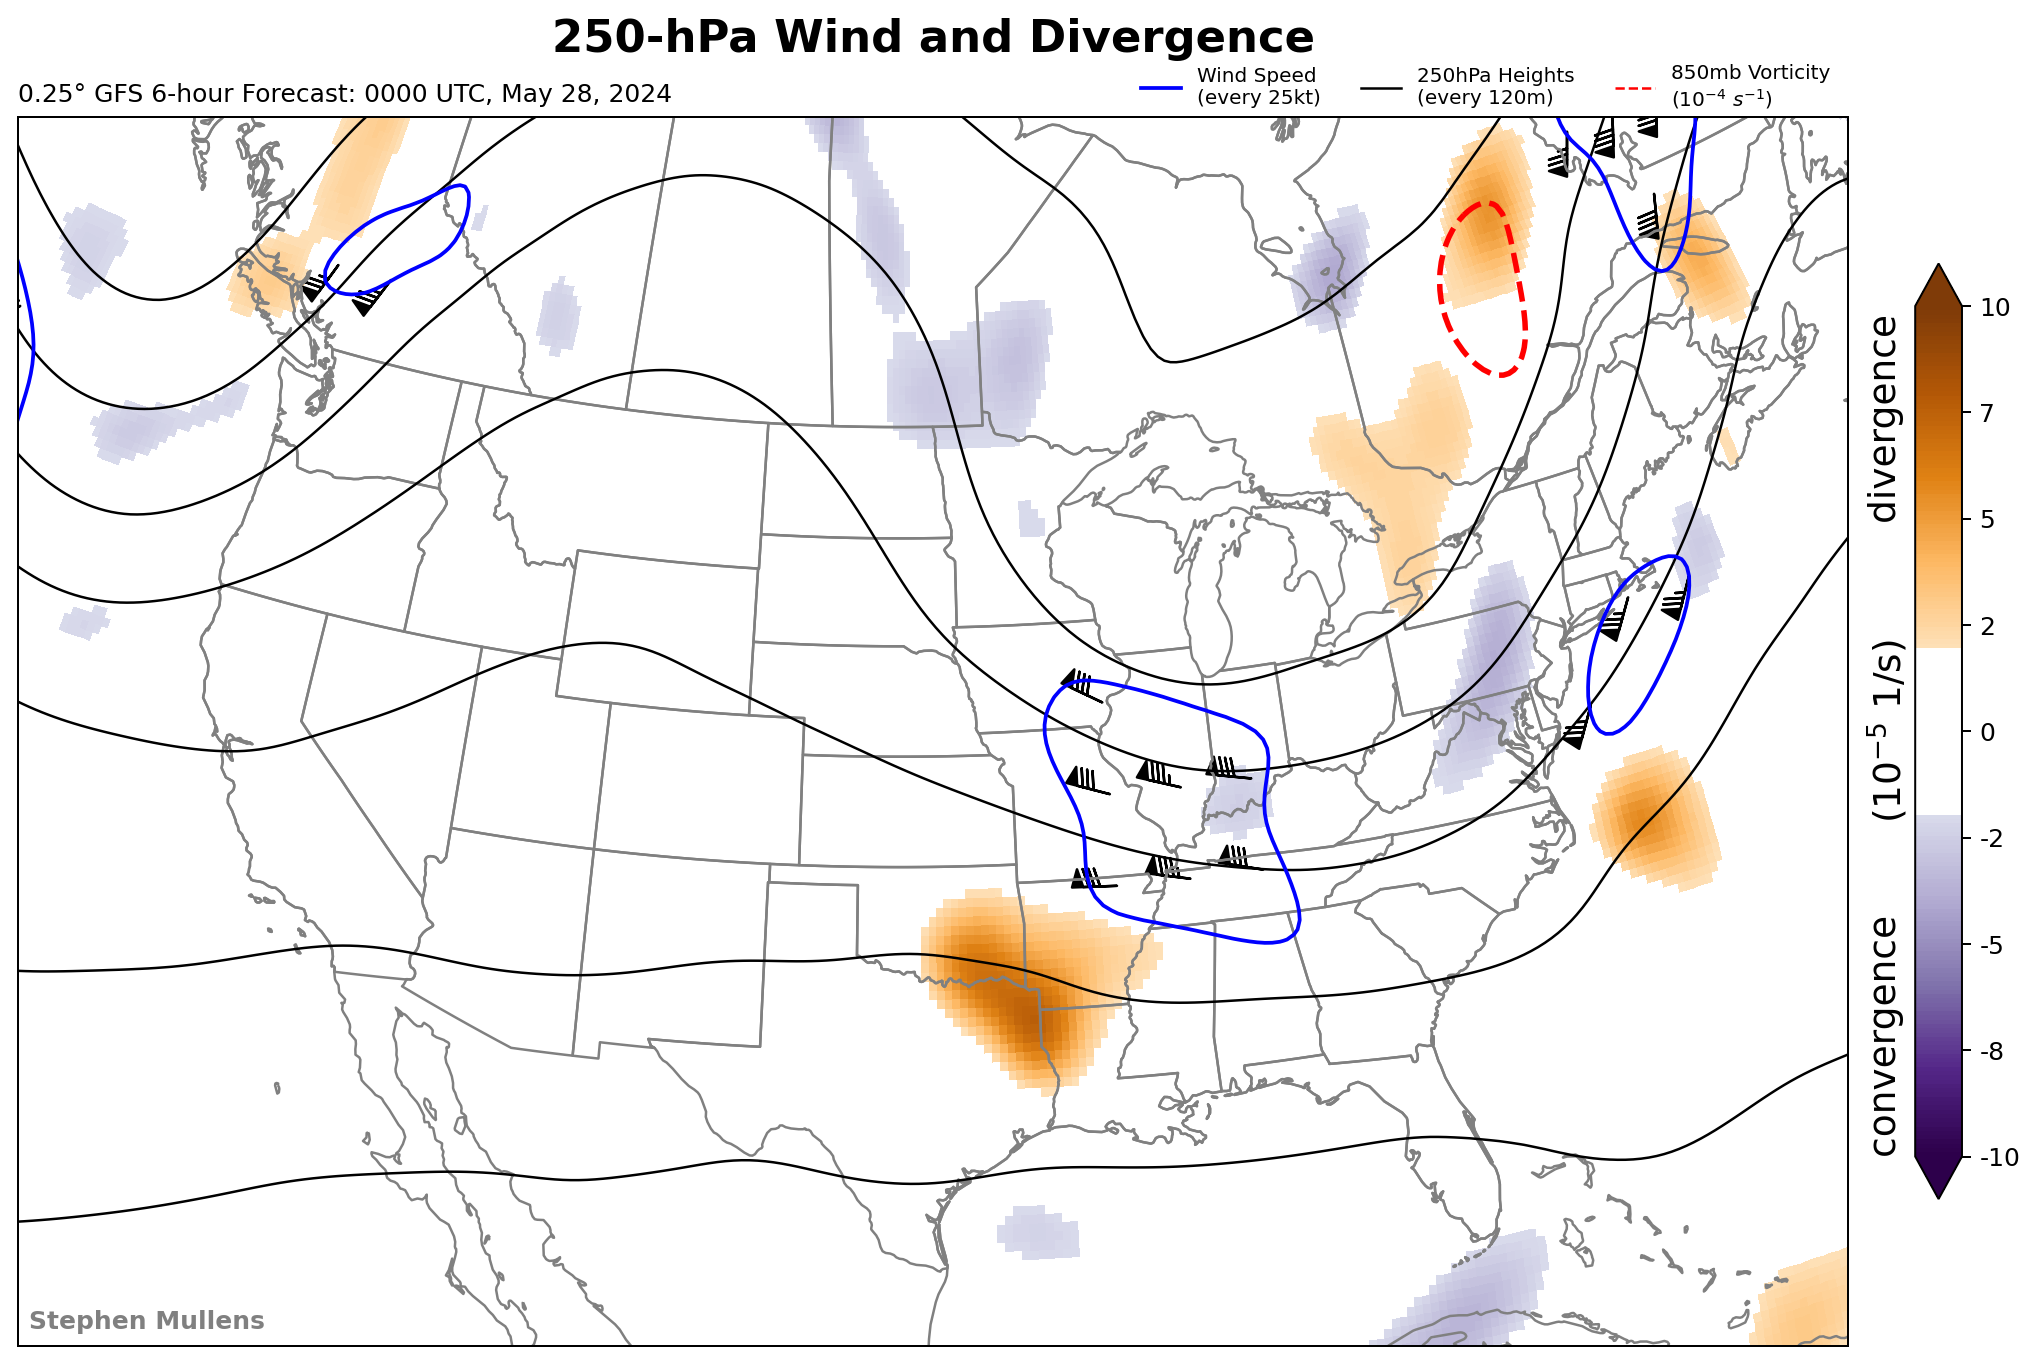 250-hPa Wind and Divergence
0.25° GFS 6-hour Forecast: 0000 UTC, May 28, 2024
Wind Speed
(every 25kt)
250hPa Heights
(every 120m)
850mb Vorticity
(10⁻⁴ s⁻¹)
10
7
5
2
0
-2
-5
-8
-10
convergence (10⁻⁵ 1/s) divergence
Stephen Mullens